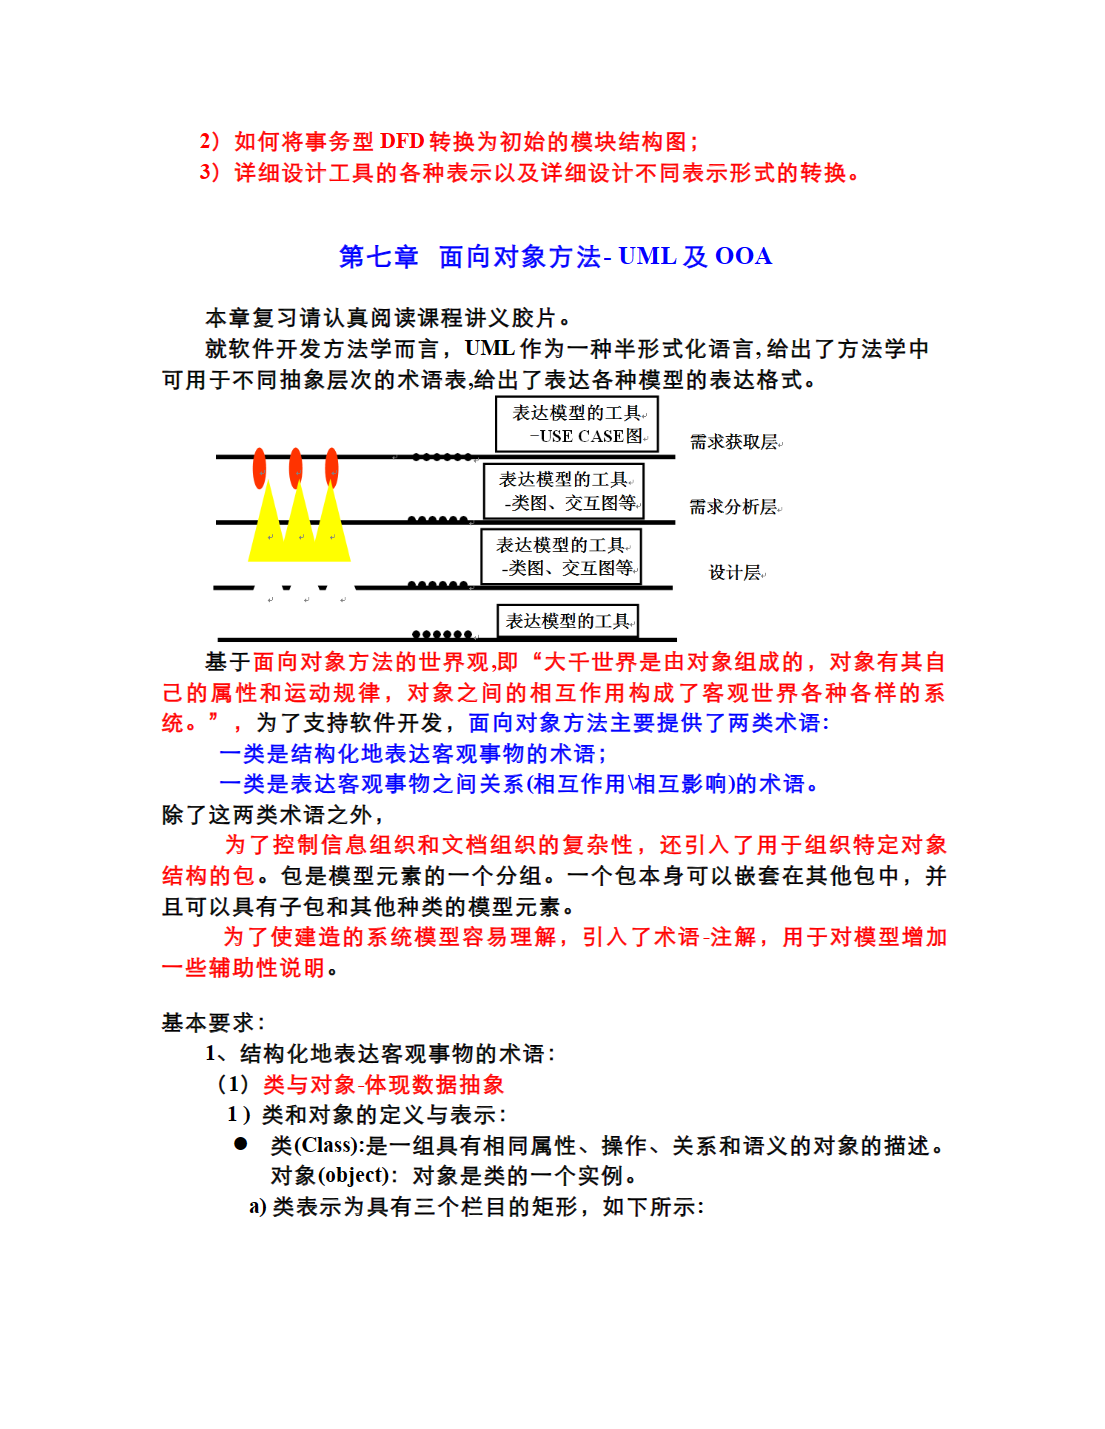 2）如何将事务型 DFD 转换为初始的模块结构图；
3）详细设计工具的各种表示以及详细设计不同表示形式的转换。
第七章 面向对象方法- UML 及 OOA
本章复习请认真阅读课程讲义胶片。
就软件开发方法学而言，UML 作为一种半形式化语言, 给出了方法学中
可用于不同抽象层次的术语表,给出了表达各种模型的表达格式。
表达模型的工具
-USE CASE图
需求获取层
表达模型的工具
-类图、交互图等
需求分析层
表达模型的工具
-类图、交互图等
设计层
表达模型的工具
基于面向对象方法的世界观,即“大千世界是由对象组成的，对象有其自
己的属性和运动规律，对象之间的相互作用构成了客观世界各种各样的系
统。”，为了支持软件开发，面向对象方法主要提供了两类术语：
一类是结构化地表达客观事物的术语；
一类是表达客观事物之间关系(相互作用\相互影响)的术语。
除了这两类术语之外，
为了控制信息组织和文档组织的复杂性，还引入了用于组织特定对象
结构的包。包是模型元素的一个分组。一个包本身可以嵌套在其他包中，并
且可以具有子包和其他种类的模型元素。
为了使建造的系统模型容易理解，引入了术语-注解，用于对模型增加
一些辅助性说明。
基本要求：
1、结构化地表达客观事物的术语：
（1）类与对象-体现数据抽象
1 ) 类和对象的定义与表示：
● 类(Class):是一组具有相同属性、操作、关系和语义的对象的描述。
对象(object)：对象是类的一个实例。
a) 类表示为具有三个栏目的矩形，如下所示：